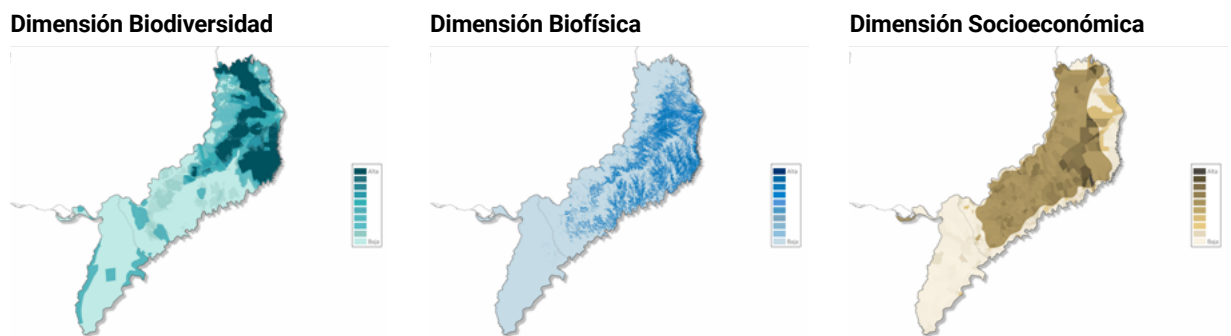 Dimensión Biodiversidad
Dimensión Biofísica
Dimensión Socioeconómica
Alta
Baja
Alta
Baja
Alta
Baja